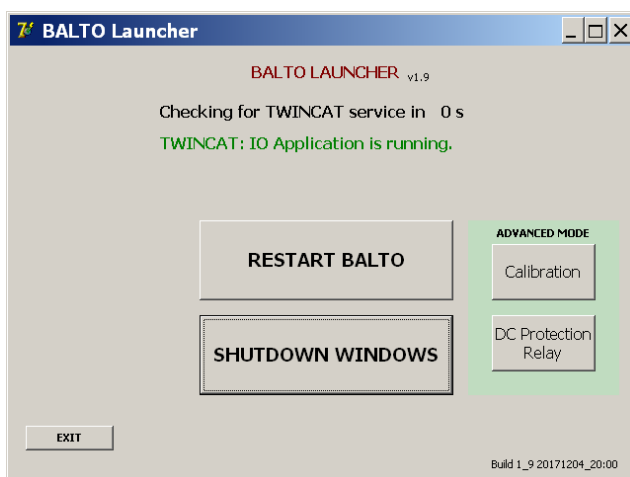 BALTO Launcher
BALTO LAUNCHER v1.9
Checking for TWINCAT service in 0 s
TWINCAT: IO Application is running.
RESTART BALTO
SHUTDOWN WINDOWS
ADVANCED MODE
Calibration
DC Protection
Relay
EXIT
Build 1_9 20171204_20:00